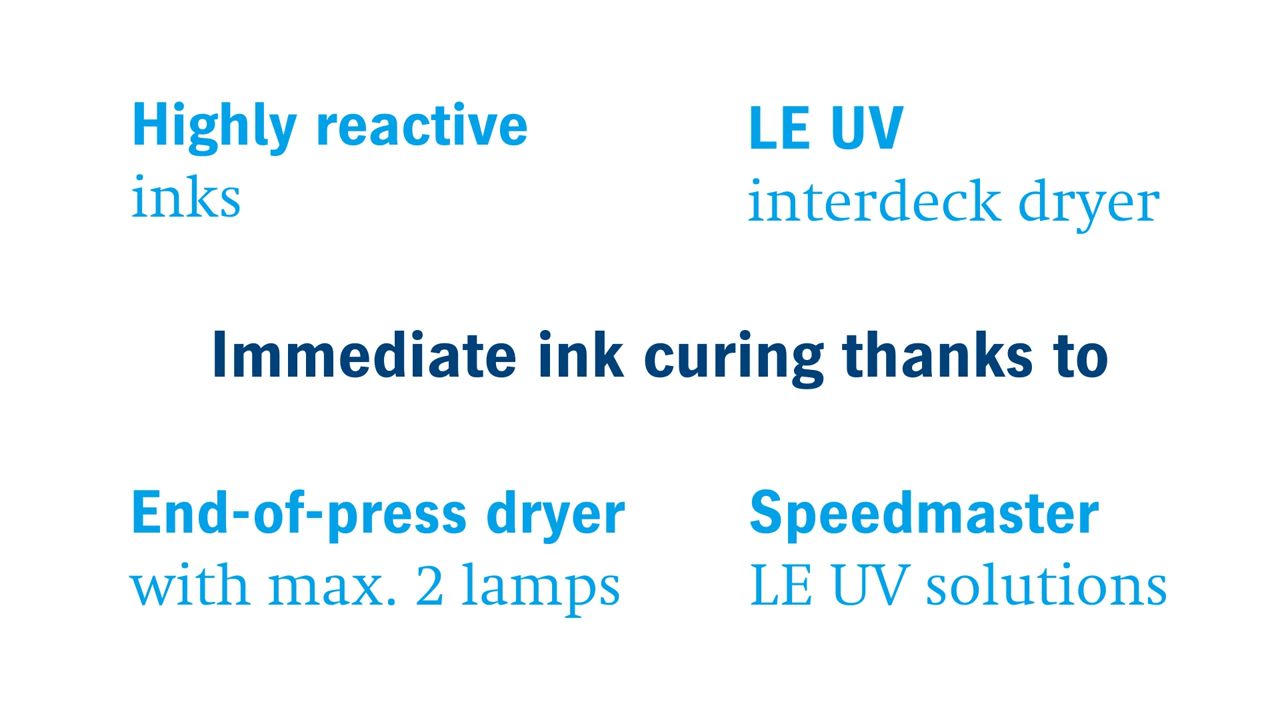 Highly reactive
inks
LE UV
interdeck dryer
Immediate ink curing thanks to
End-of-press dryer
with max. 2 lamps
Speedmaster
LE UV solutions